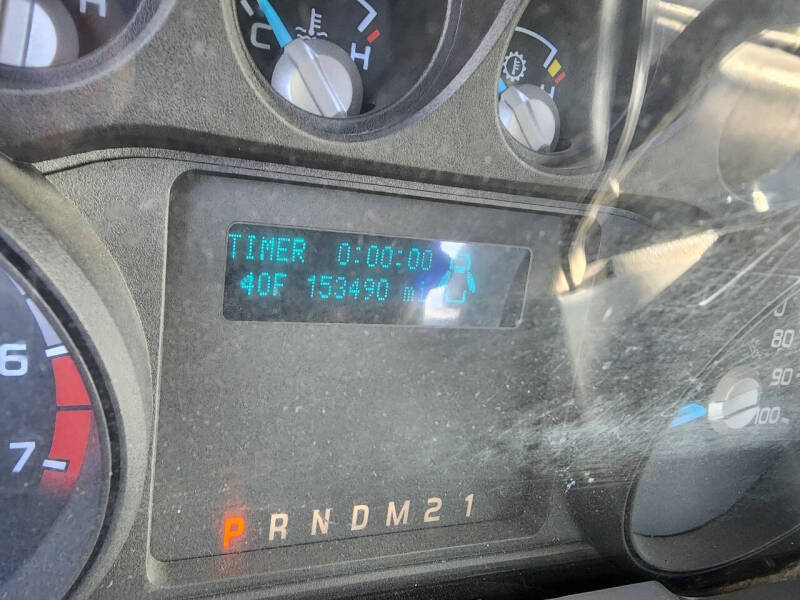 H
C H
H
TIMER 0:00:00
40F 153490 mi
6
7
80
90
100
P R N D M 2 1